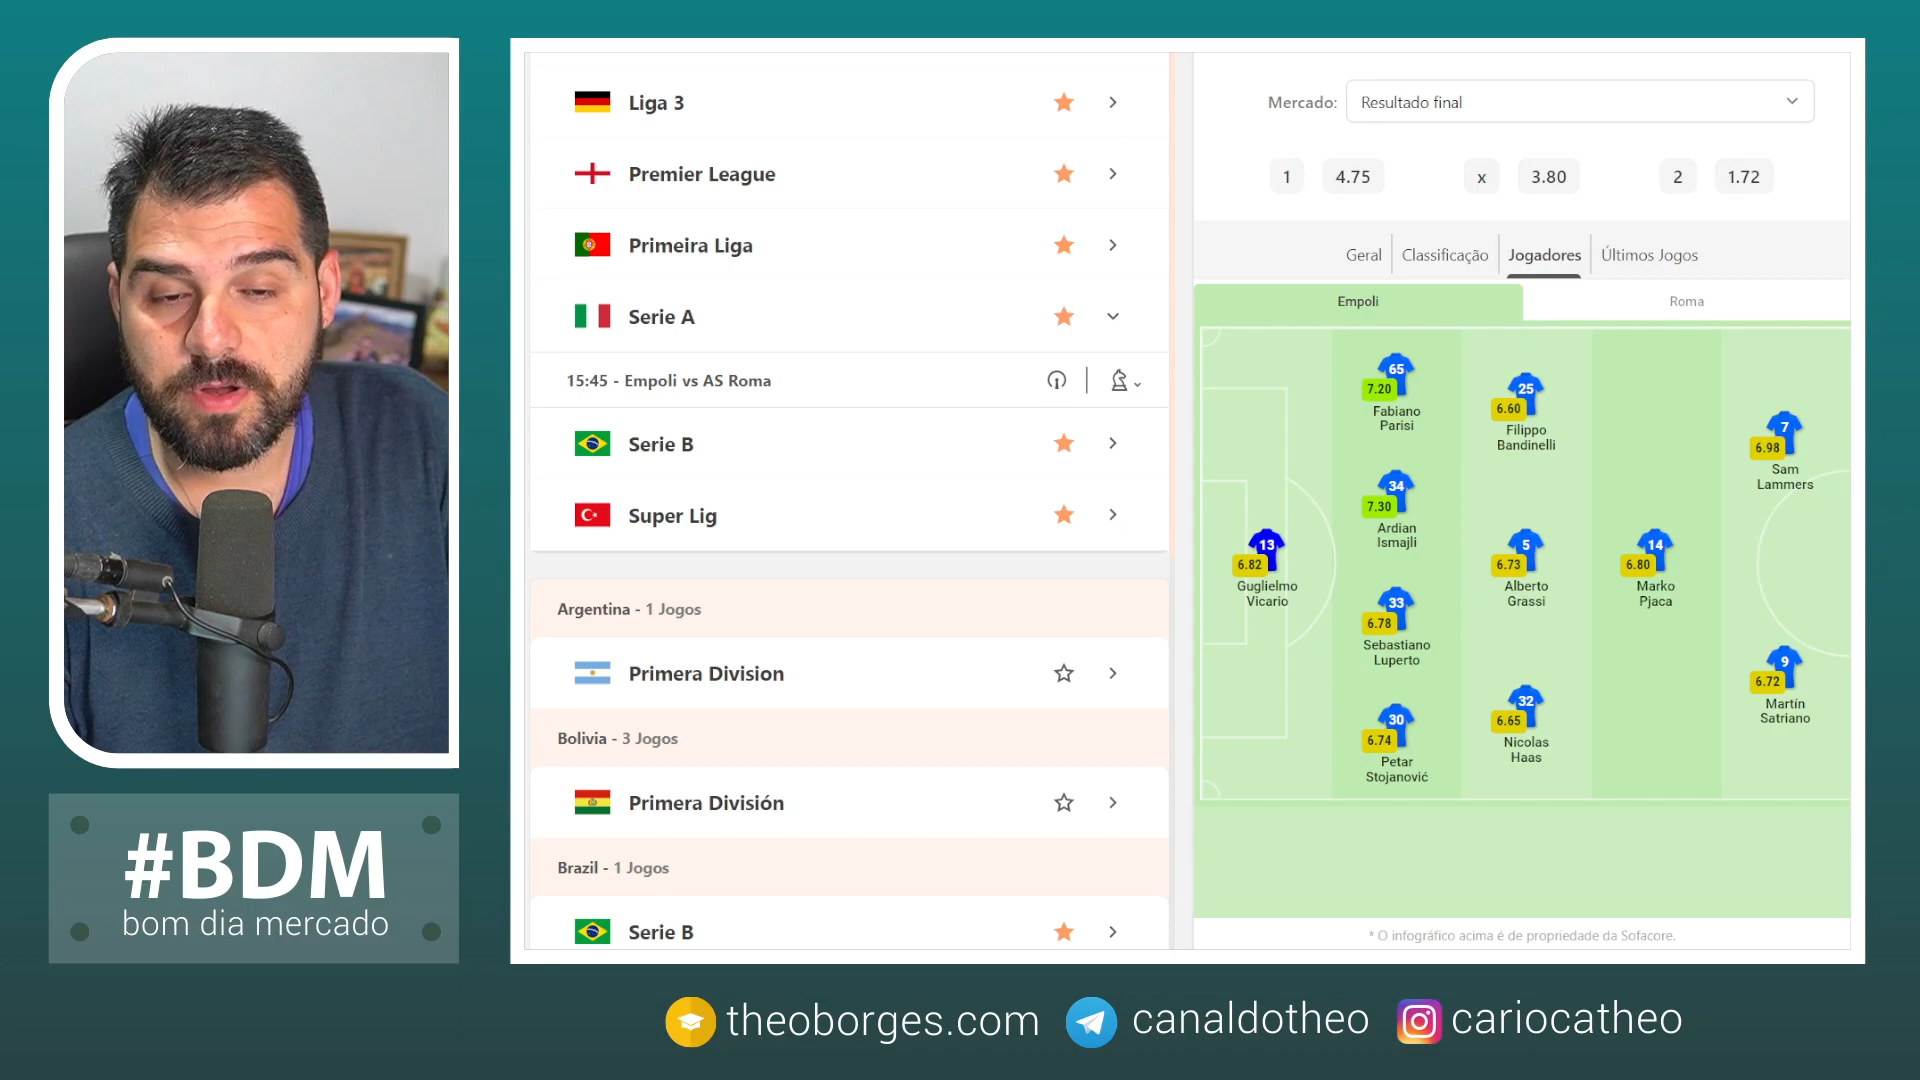 Liga 3
Premier League
Primeira Liga
Serie A
15:45 - Empoli vs AS Roma
Serie B
Super Lig
Argentina - 1 Jogos
Primera Division
Bolivia - 3 Jogos
Primera División
Brazil - 1 Jogos
Serie B
Mercado: Resultado final
1 4.75 x 3.80 2 1.72
Geral Classificação Jogadores Últimos Jogos
Empoli Roma
13
6.82
Guglielmo
Vicario
65
7.20
Fabiano
Parisi
34
7.30
Ardian
Ismajli
33
6.78
Sebastiano
Luperto
30
6.74
Petar
Stojanović
25
6.60
Filippo
Bandinelli
5
6.73
Alberto
Grassi
32
6.65
Nicolas
Haas
14
6.80
Marko
Pjaca
7
6.98
Sam
Lammers
9
6.72
Martín
Satriano
* O infográfico acima é de propriedade da Sofacore.
#BDM
bom dia mercado
theoborges.com canaldotheo cariocatheo